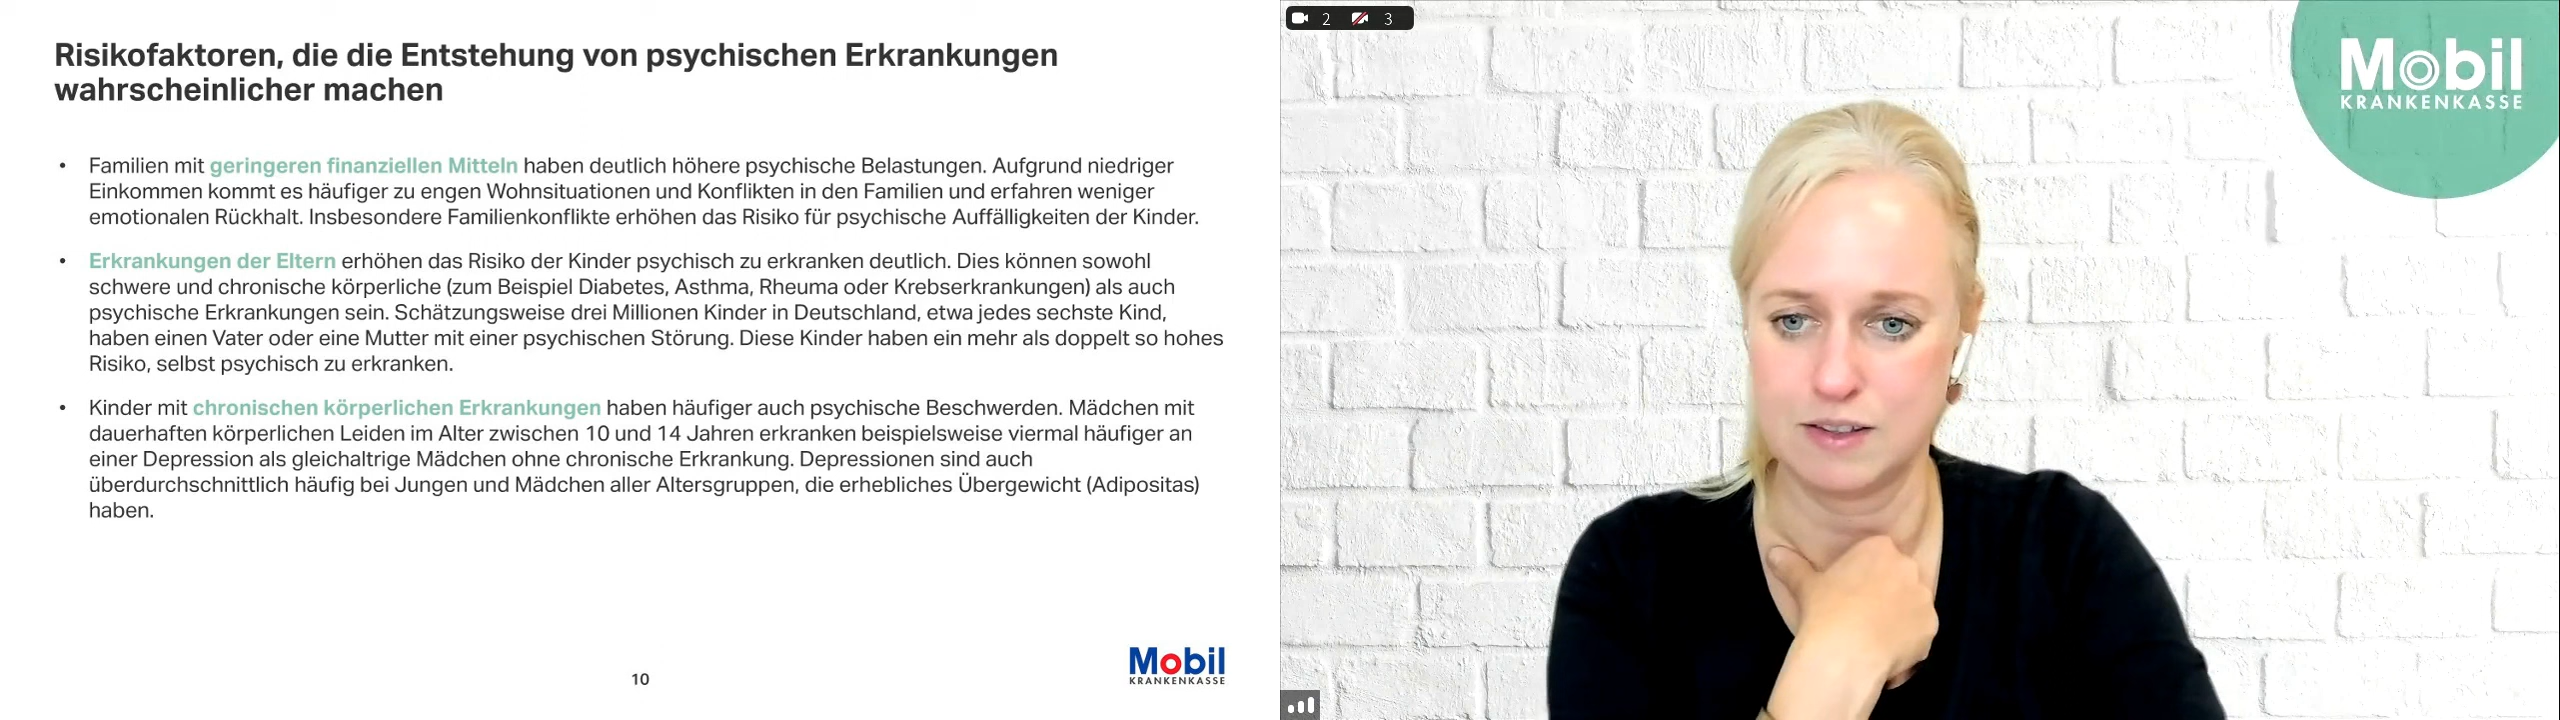 Risikofaktoren, die die Entstehung von psychischen Erkrankungen
wahrscheinlicher machen
• Familien mit geringeren finanziellen Mitteln haben deutlich höhere psychische Belastungen. Aufgrund niedriger
Einkommen kommt es häufiger zu engen Wohnsituationen und Konflikten in den Familien und erfahren weniger
emotionalen Rückhalt. Insbesondere Familienkonflikte erhöhen das Risiko für psychische Auffälligkeiten der Kinder.
• Erkrankungen der Eltern erhöhen das Risiko der Kinder psychisch zu erkranken deutlich. Dies können sowohl
schwere und chronische körperliche (zum Beispiel Diabetes, Asthma, Rheuma oder Krebserkrankungen) als auch
psychische Erkrankungen sein. Schätzungsweise drei Millionen Kinder in Deutschland, etwa jedes sechste Kind,
haben einen Vater oder eine Mutter mit einer psychischen Störung. Diese Kinder haben ein mehr als doppelt so hohes
Risiko, selbst psychisch zu erkranken.
• Kinder mit chronischen körperlichen Erkrankungen haben häufiger auch psychische Beschwerden. Mädchen mit
dauerhaften körperlichen Leiden im Alter zwischen 10 und 14 Jahren erkranken beispielsweise viermal häufiger an
einer Depression als gleichaltrige Mädchen ohne chronische Erkrankung. Depressionen sind auch
überdurchschnittlich häufig bei Jungen und Mädchen aller Altersgruppen, die erhebliches Übergewicht (Adipositas)
haben.
10
Mobil
KRANKENKASSE
2 3
Mobil
KRANKENKASSE